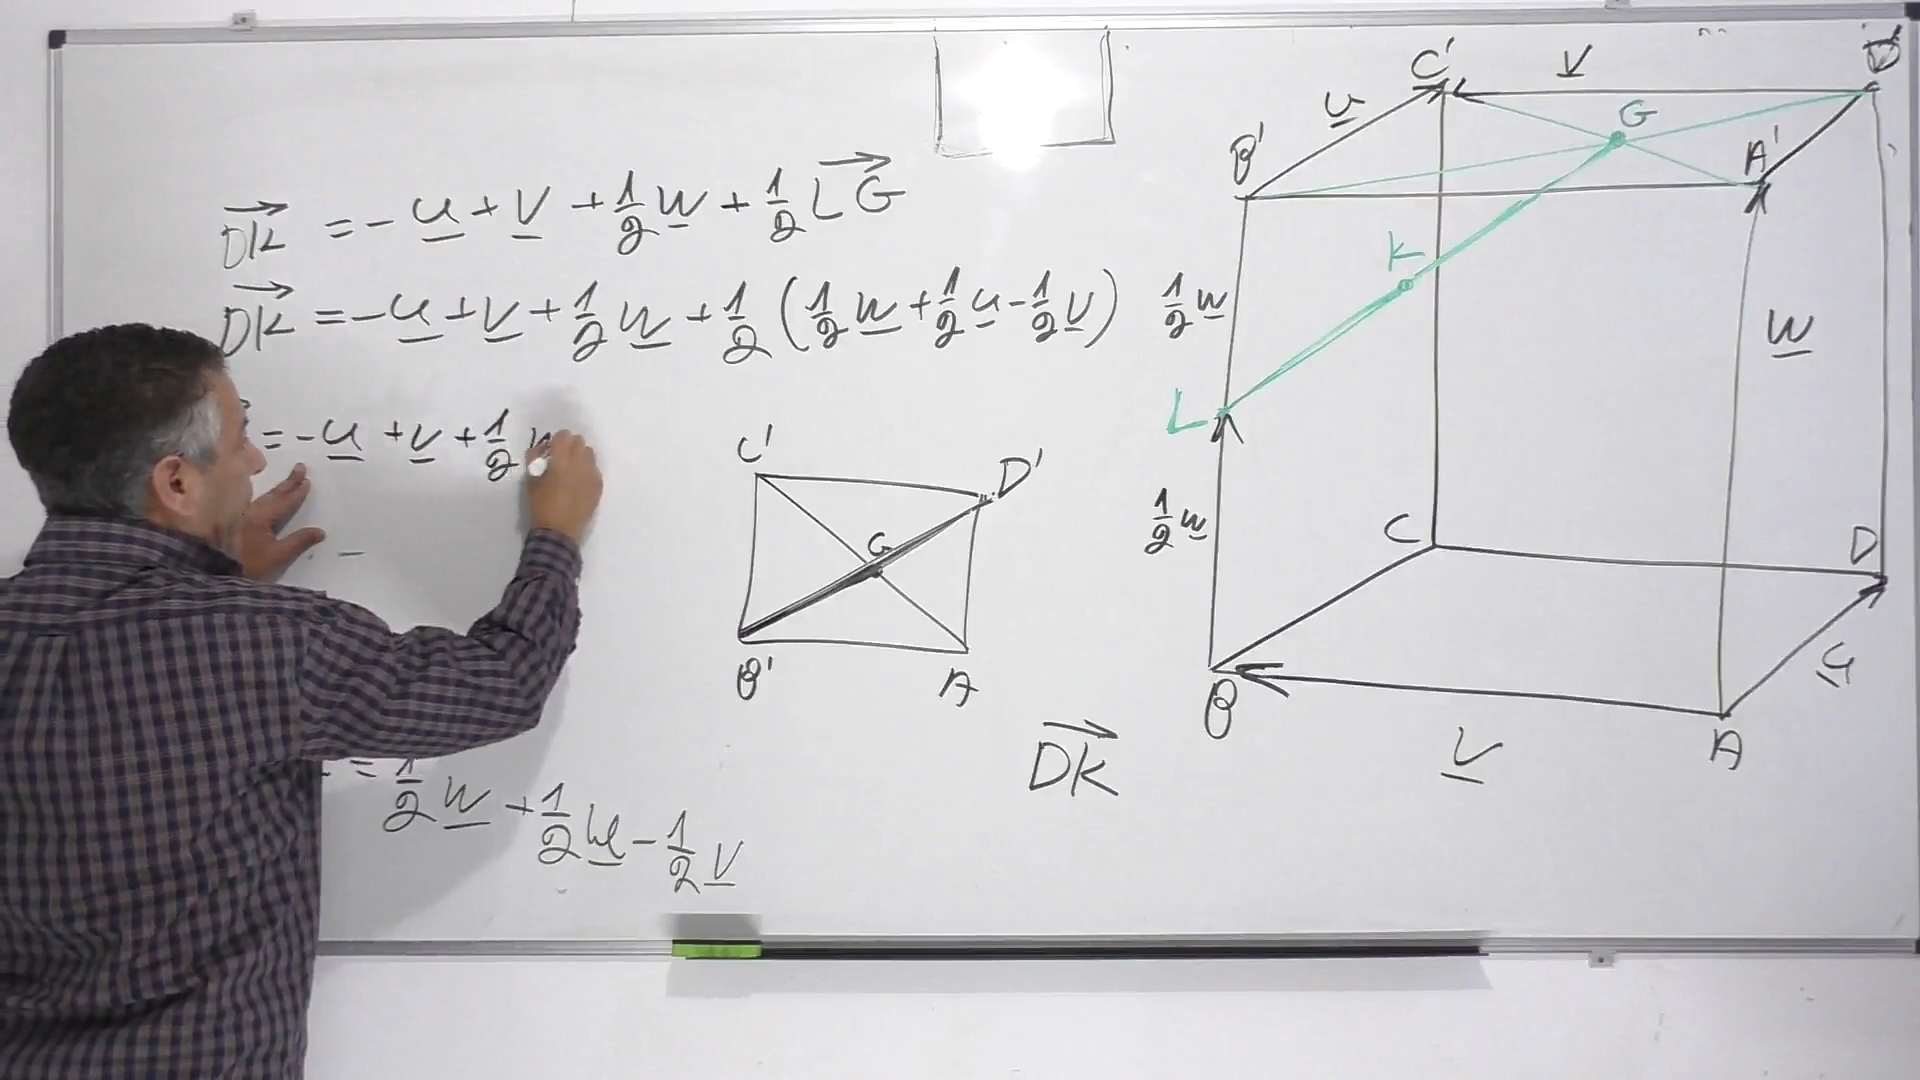 DK = -u + v + 1/2 w + 1/2 LG
DK = -u + v + 1/2 w + 1/2 (1/2 w + 1/2 u - 1/2 v)
= -u + v + 1/2 w
= 1/2 w + 1/2 u - 1/2 v
C' D'
G
B' A
DK
C' v
u G
B' A'
K
1/2 w w
L
1/2 w C D
u
B v A